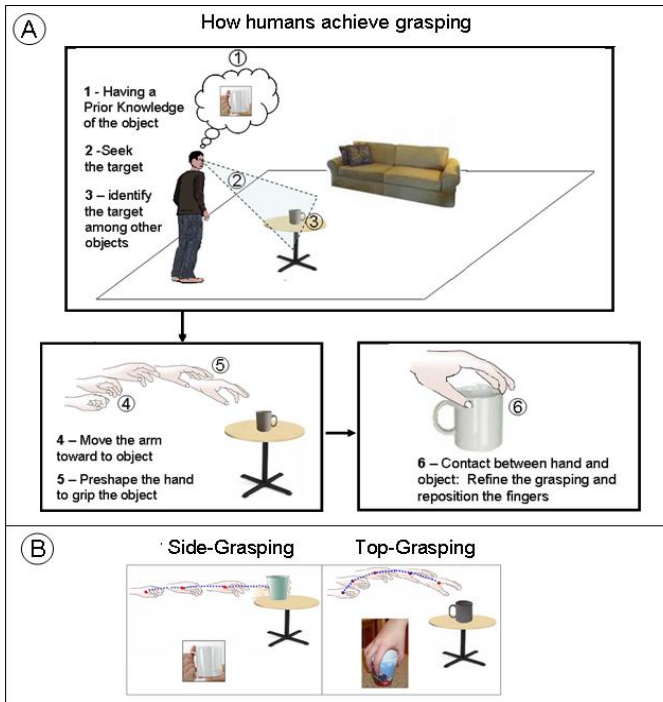 A
How humans achieve grasping
1
1 - Having a
Prior Knowledge
of the object
2 -Seek
the target
3 – identify
the target
among other
objects
2
3
5
4
4 – Move the arm
toward to object
5 – Preshape the hand
to grip the object
6
6 – Contact between hand and
object:  Refine the grasping and
reposition the fingers
B
Side-Grasping
Top-Grasping